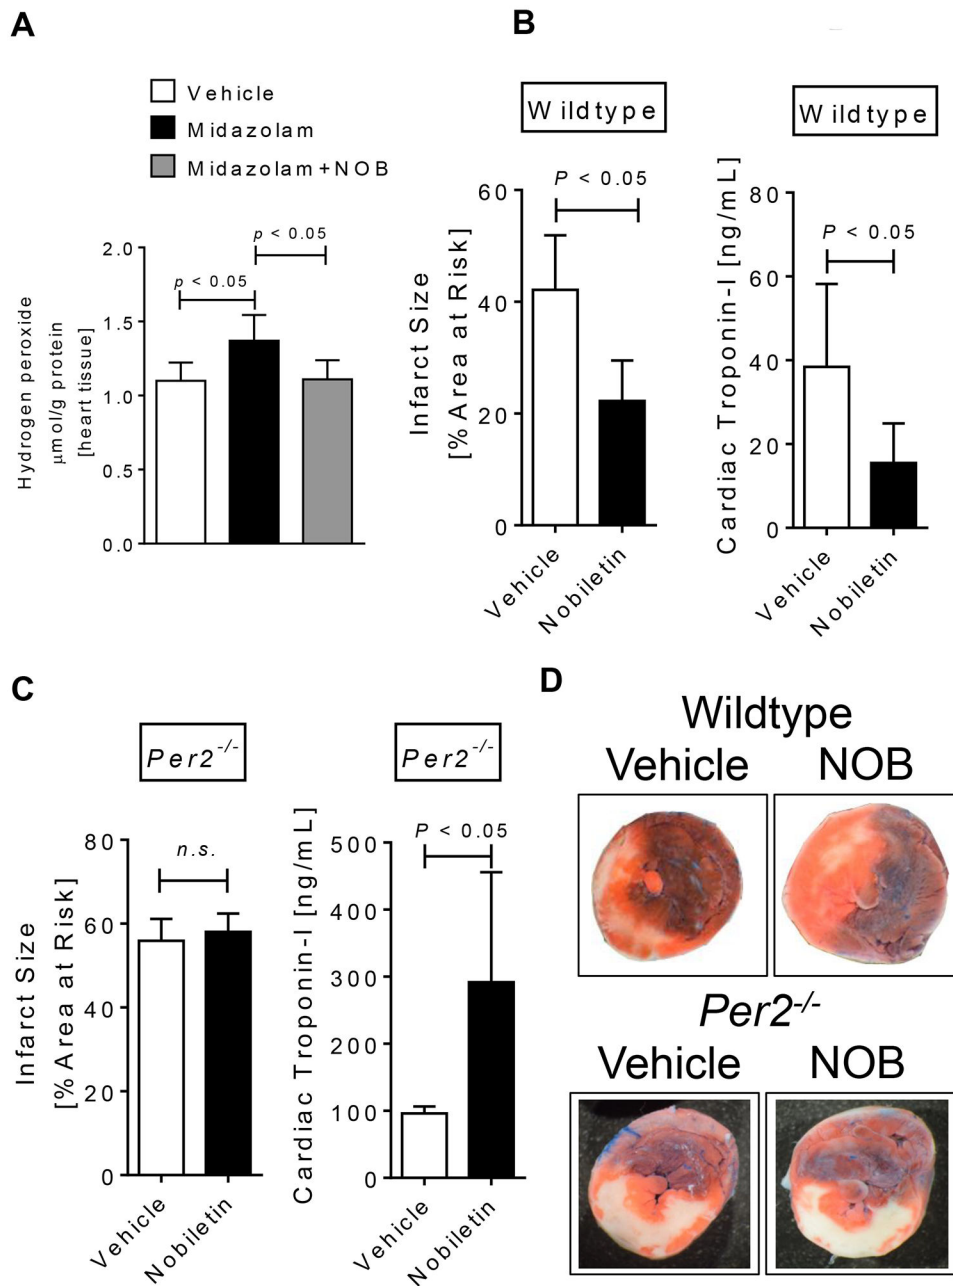 A
Vehicle
Midazolam
Midazolam+NOB
Hydrogen peroxide
μmol/g protein
[heart tissue]
2.0
1.5
1.0
0.5
0.0
p < 0.05
p < 0.05
B
Wildtype
Infarct Size
[% Area at Risk]
60
40
20
0
P < 0.05
Vehicle
Nobiletin
Wildtype
Cardiac Troponin-I [ng/mL]
80
60
40
20
0
P < 0.05
Vehicle
Nobiletin
C
Per2-/-
Infarct Size
[% Area at Risk]
80
60
40
20
0
n.s.
Vehicle
Nobiletin
Per2-/-
Cardiac Troponin-I [ng/mL]
500
400
300
200
100
0
P < 0.05
Vehicle
Nobiletin
D
Wildtype
Vehicle NOB
Per2-/-
Vehicle NOB